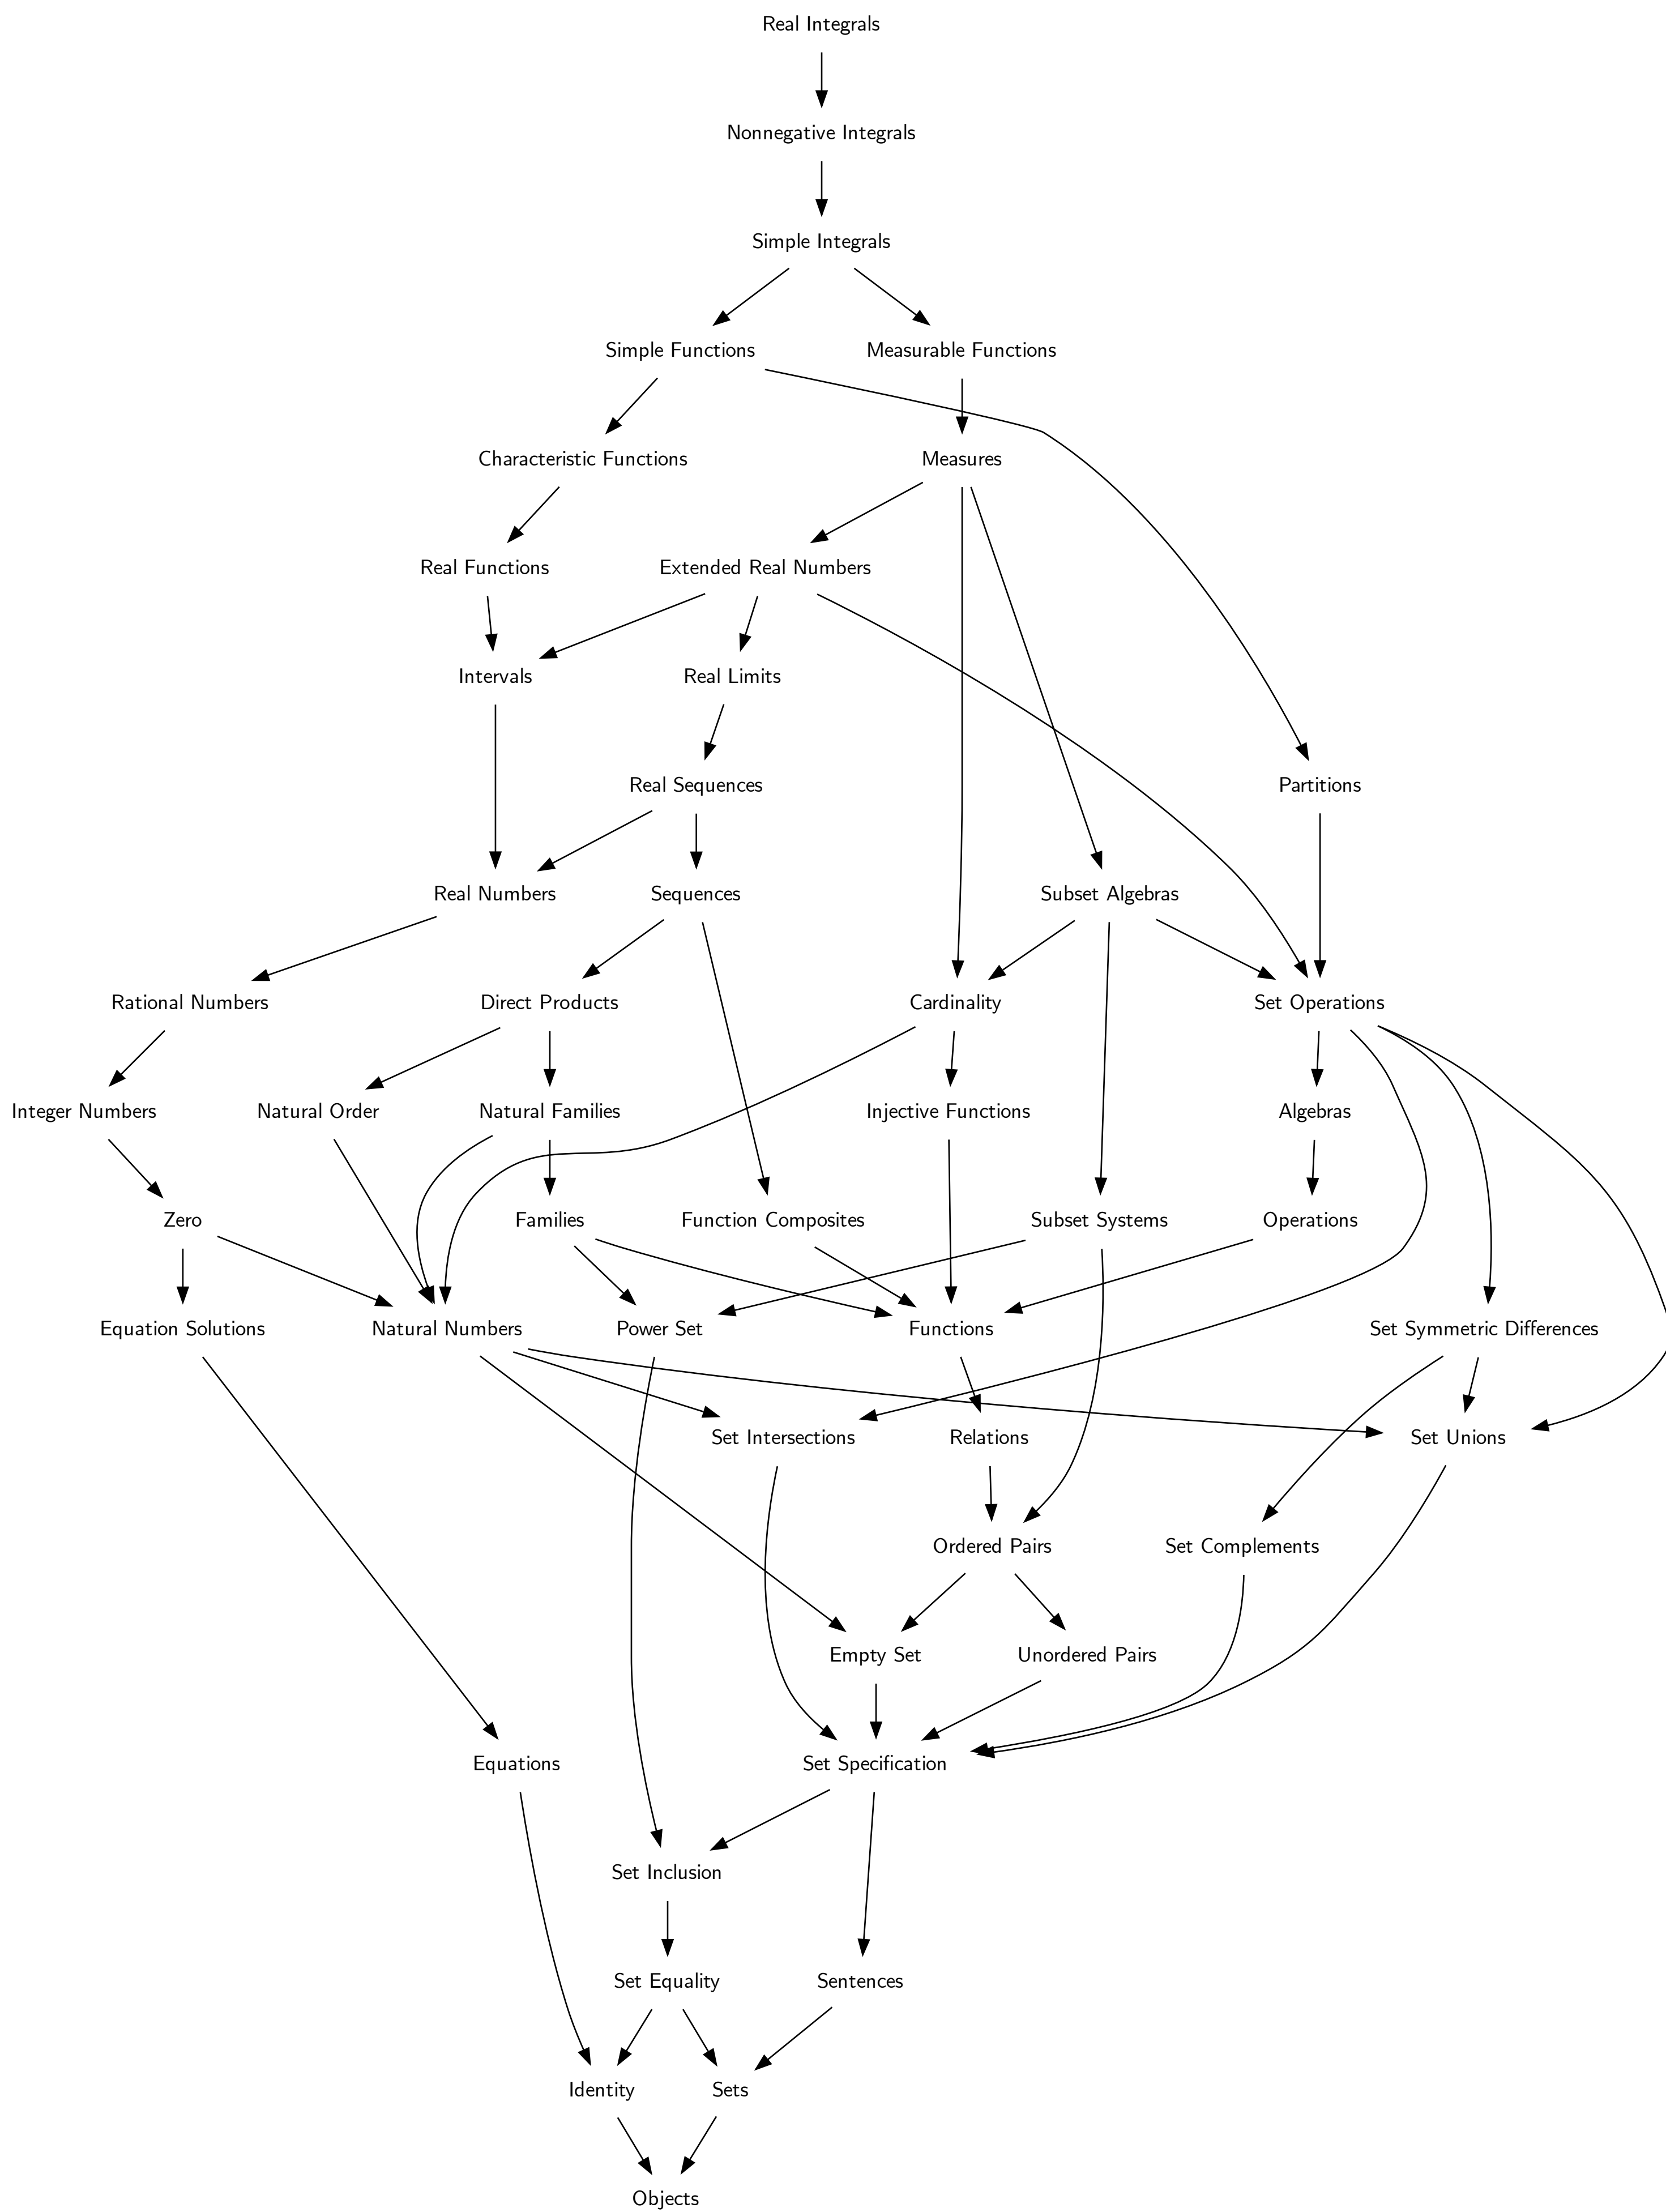 Real Integrals
Nonnegative Integrals
Simple Integrals
Simple Functions
Measurable Functions
Characteristic Functions
Measures
Real Functions
Extended Real Numbers
Intervals
Real Limits
Real Sequences
Partitions
Real Numbers
Sequences
Subset Algebras
Rational Numbers
Direct Products
Cardinality
Set Operations
Integer Numbers
Natural Order
Natural Families
Injective Functions
Algebras
Zero
Families
Function Composites
Subset Systems
Operations
Equation Solutions
Natural Numbers
Power Set
Functions
Set Symmetric Differences
Set Intersections
Relations
Set Unions
Ordered Pairs
Set Complements
Empty Set
Unordered Pairs
Equations
Set Specification
Set Inclusion
Set Equality
Sentences
Identity
Sets
Objects